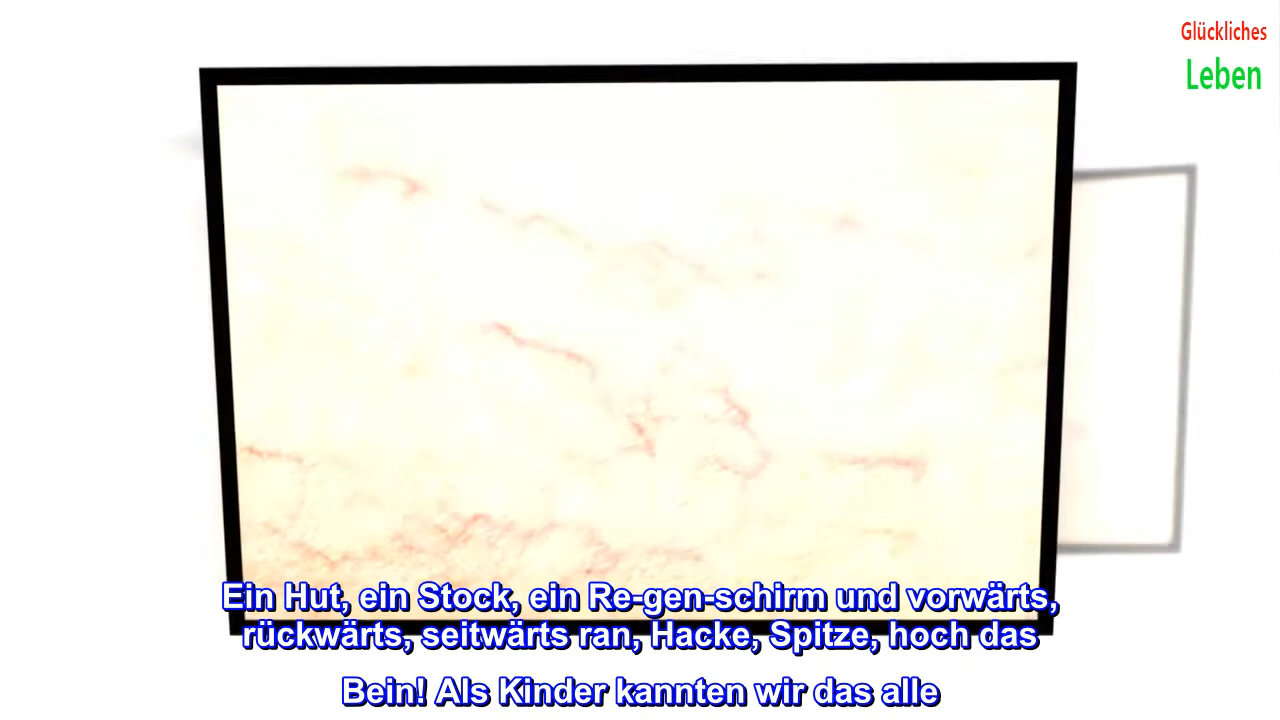 Glückliches
Leben
Ein Hut, ein Stock, ein Re-gen-schirm und vorwärts,
rückwärts, seitwärts ran, Hacke, Spitze, hoch das
Bein! Als Kinder kannten wir das alle